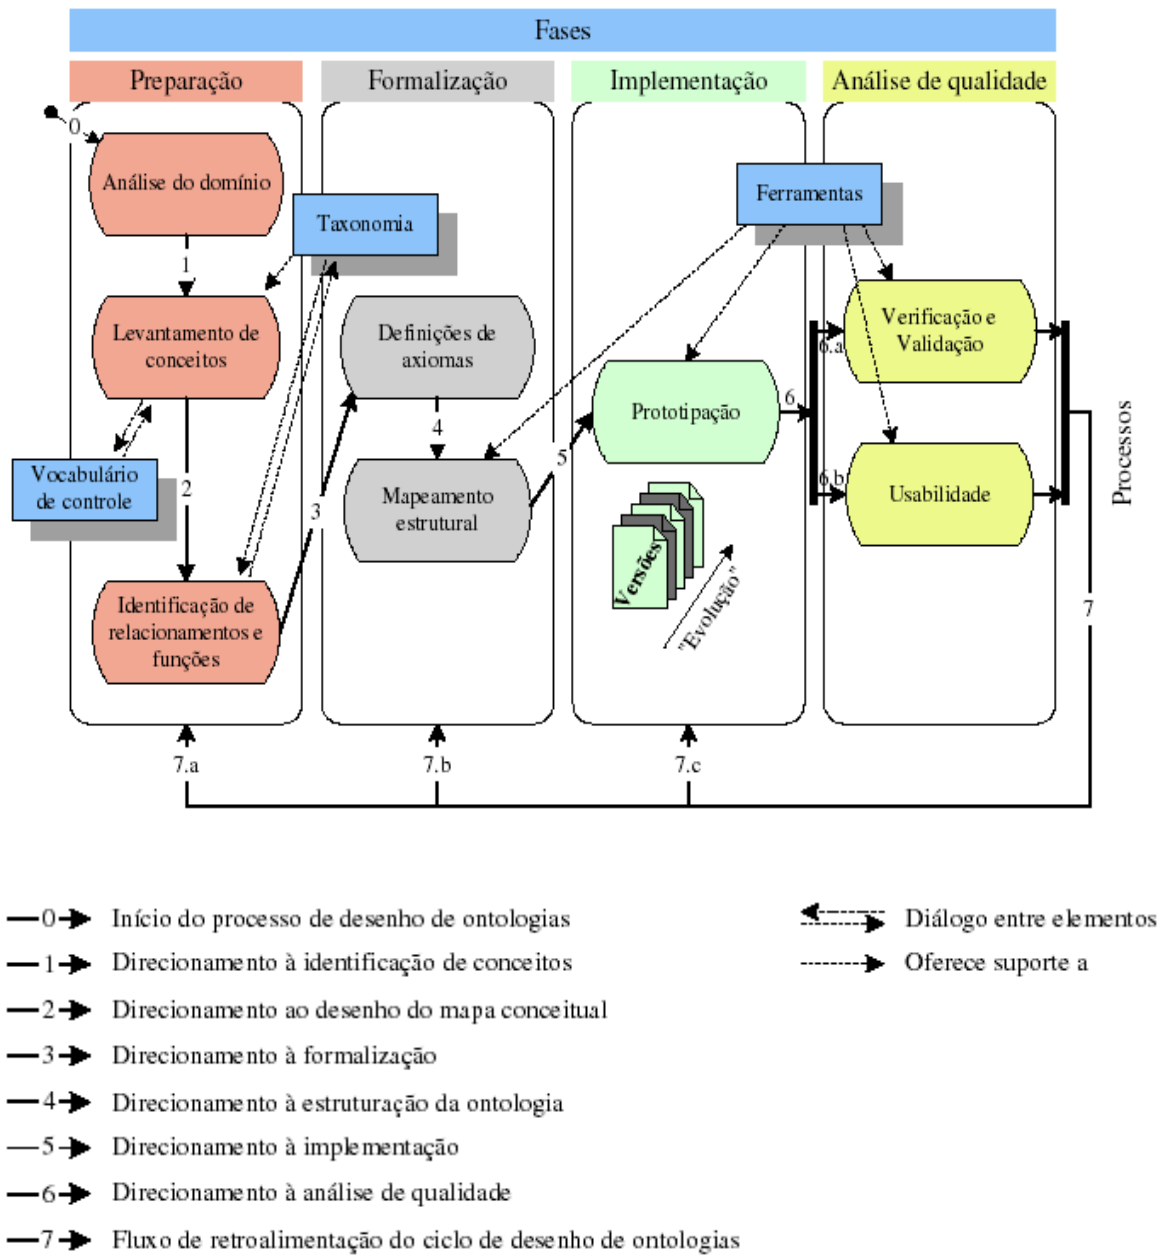 Fases
Preparação
Formalização
Implementação
Análise de qualidade
0
Análise do domínio
1
Levantamento de
conceitos
Taxonomia
Vocabulário
de controle
2
Identificação de
relacionamentos e
funções
3
Definições de
axiomas
4
Mapeamento
estrutural
5
Ferramentas
Prototipação
Versões
"Evolução"
6
6.a
6.b
Verificação e
Validação
Usabilidade
Processos
7
7.a
7.b
7.c
0 Início do processo de desenho de ontologias
1 Direcionamento à identificação de conceitos
2 Direcionamento ao desenho do mapa conceitual
3 Direcionamento à formalização
4 Direcionamento à estruturação da ontologia
5 Direcionamento à implementação
6 Direcionamento à análise de qualidade
7 Fluxo de retroalimentação do ciclo de desenho de ontologias
Diálogo entre elementos
Oferece suporte a